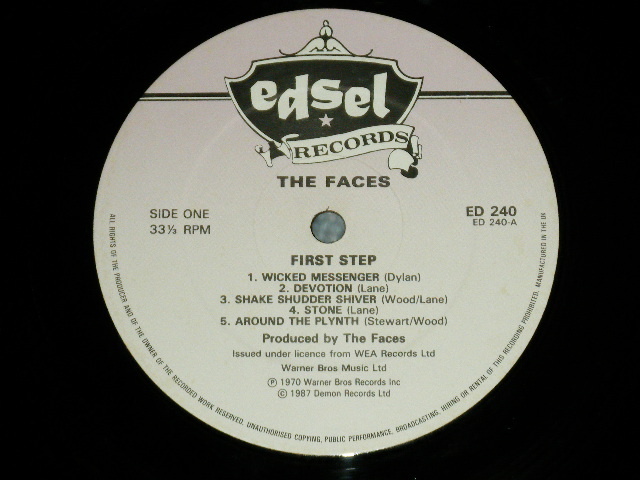 edsel
RECORDS
THE FACES
SIDE ONE
33⅓ RPM
ED 240
ED 240-A
FIRST STEP
1. WICKED MESSENGER (Dylan)
2. DEVOTION (Lane)
3. SHAKE SHUDDER SHIVER (Wood/Lane)
4. STONE (Lane)
5. AROUND THE PLYNTH (Stewart/Wood)
Produced by The Faces
Issued under licence from WEA Records Ltd
Warner Bros Music Ltd
℗ 1970 Warner Bros Records Inc
© 1987 Demon Records Ltd
ALL RIGHTS OF THE PRODUCER AND OF THE OWNER OF THE RECORDED WORK RESERVED. UNAUTHORISED COPYING, PUBLIC PERFORMANCE, BROADCASTING, HIRING OR RENTAL OF THIS RECORDING PROHIBITED. MANUFACTURED IN THE UK